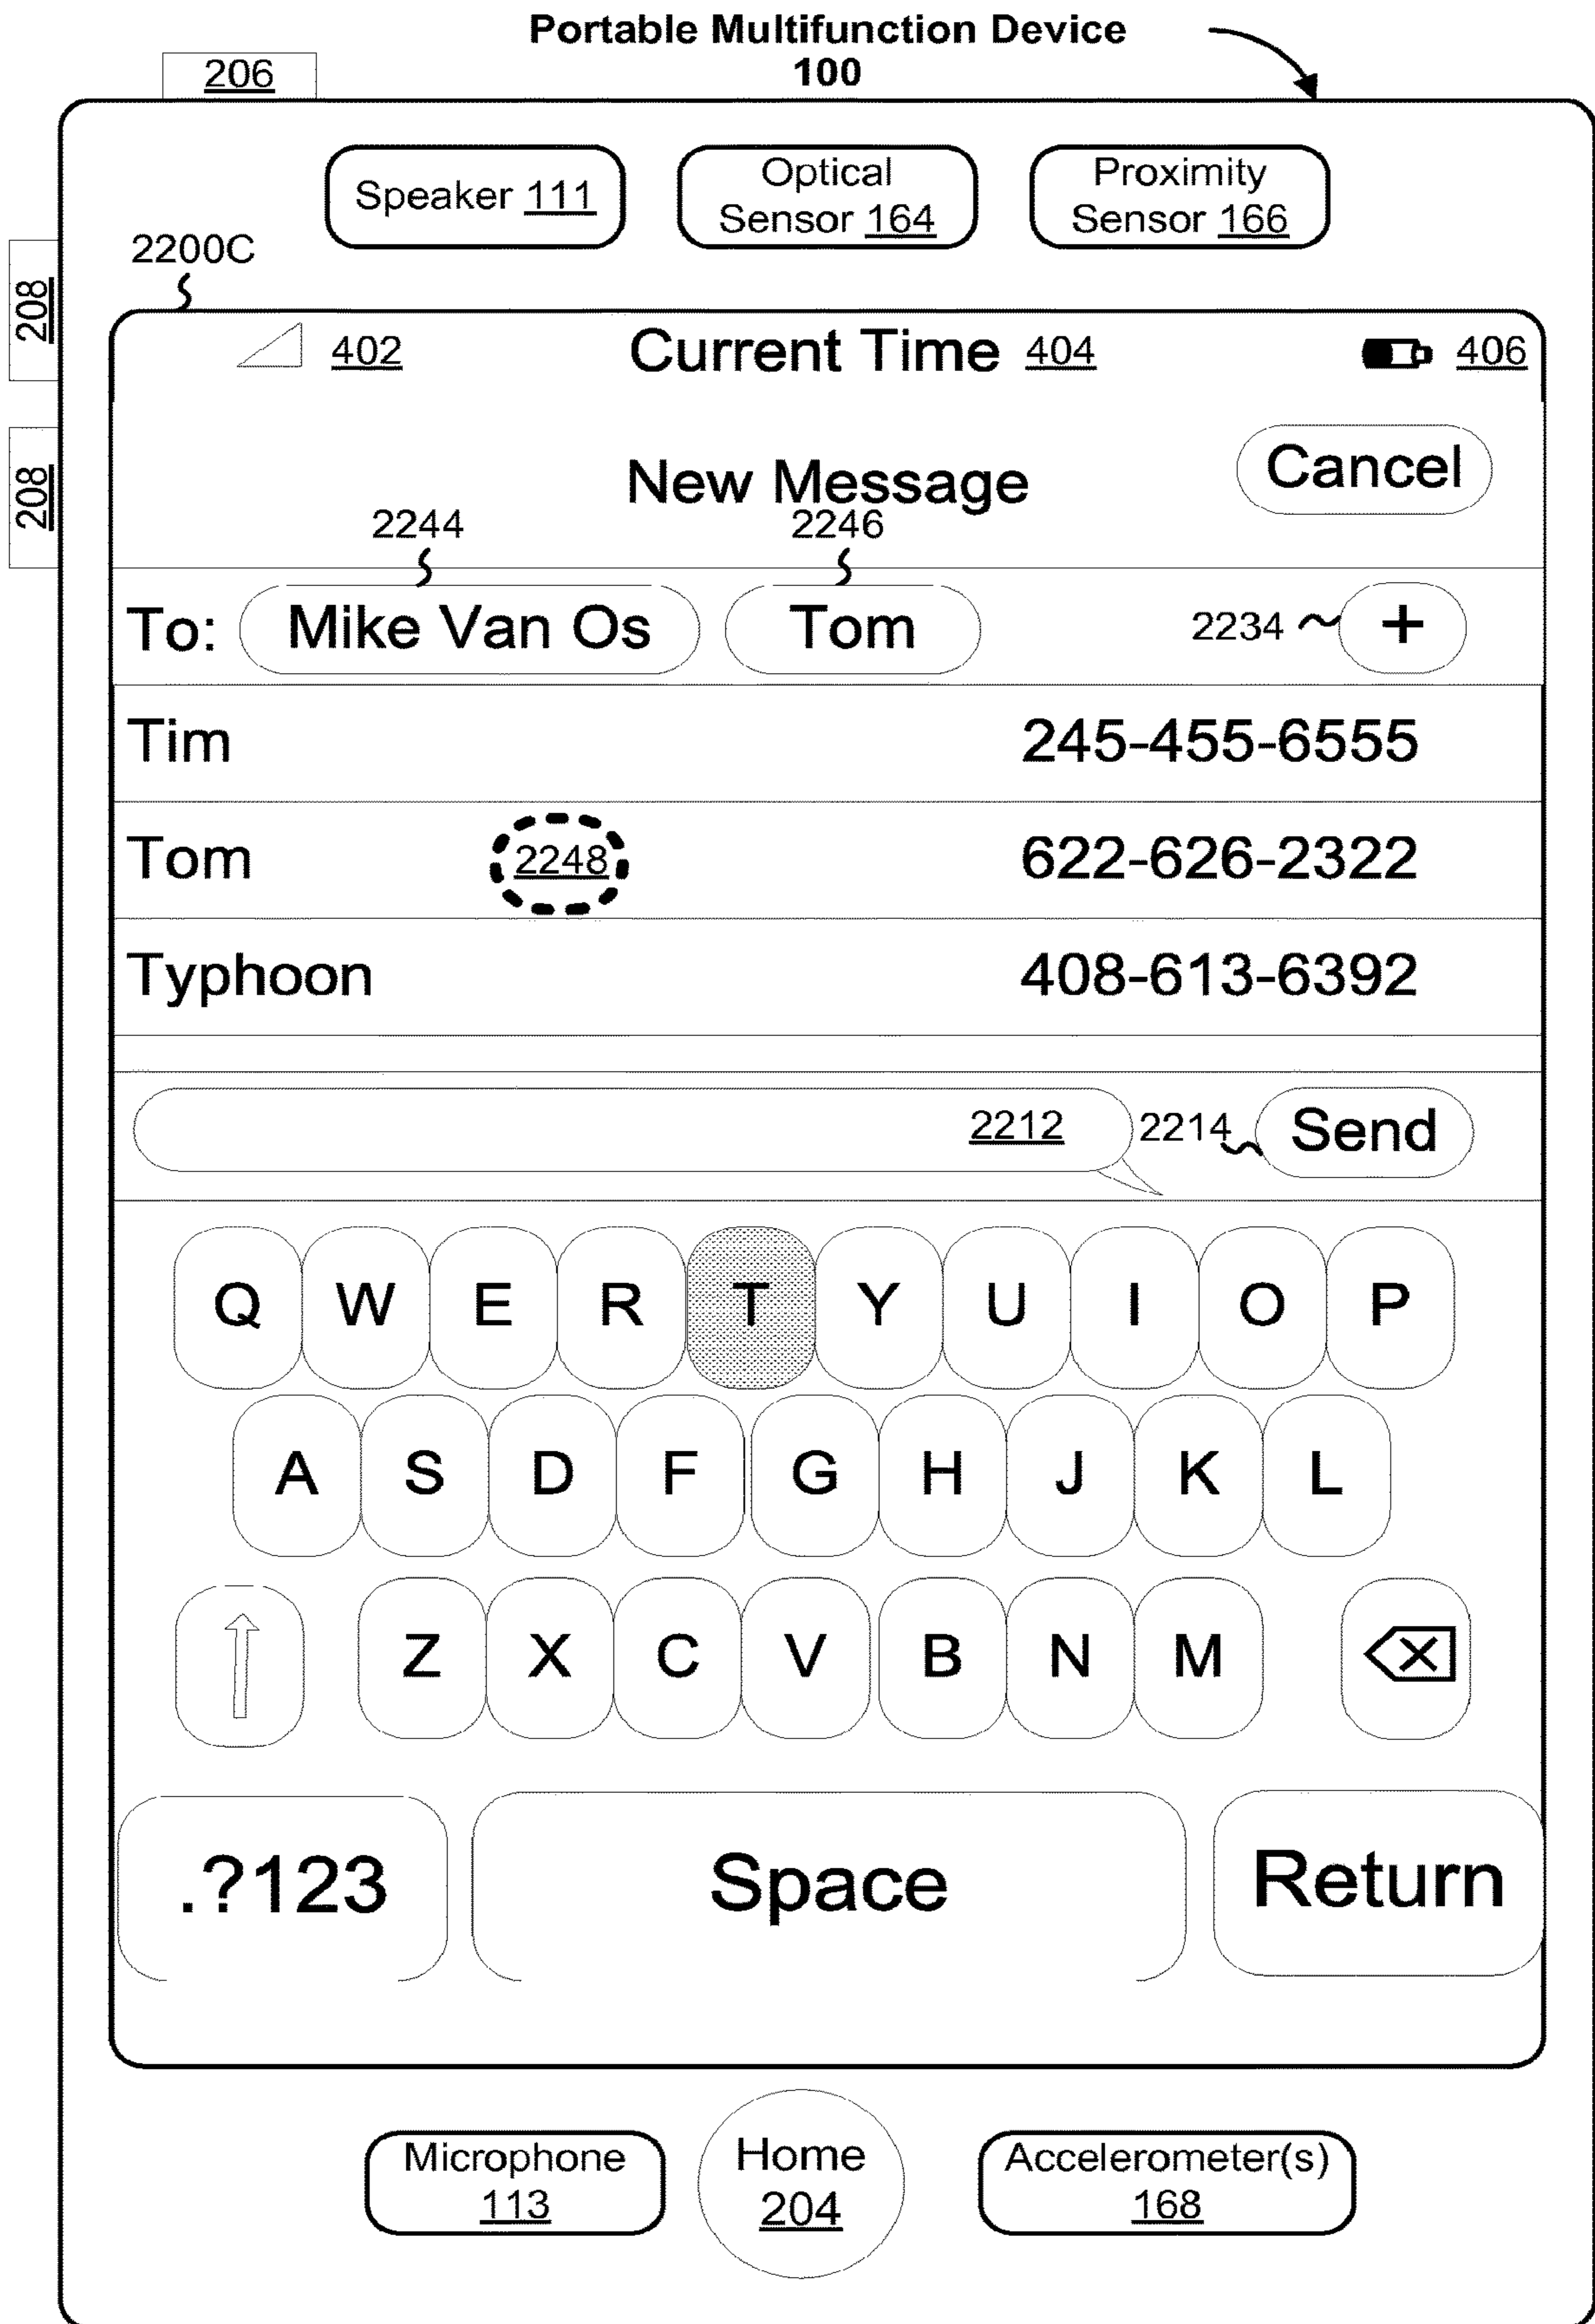 Portable Multifunction Device
100
206
Speaker 111
Optical
Sensor 164
Proximity
Sensor 166
2200C
208
208
402 Current Time 404 406
New Message Cancel
2244 2246
To: Mike Van Os Tom 2234 +
Tim 245-455-6555
Tom 2248 622-626-2322
Typhoon 408-613-6392
2212 2214 Send
Q W E R T Y U I O P
A S D F G H J K L
Z X C V B N M
.?123 Space Return
Microphone
113
Home
204
Accelerometer(s)
168